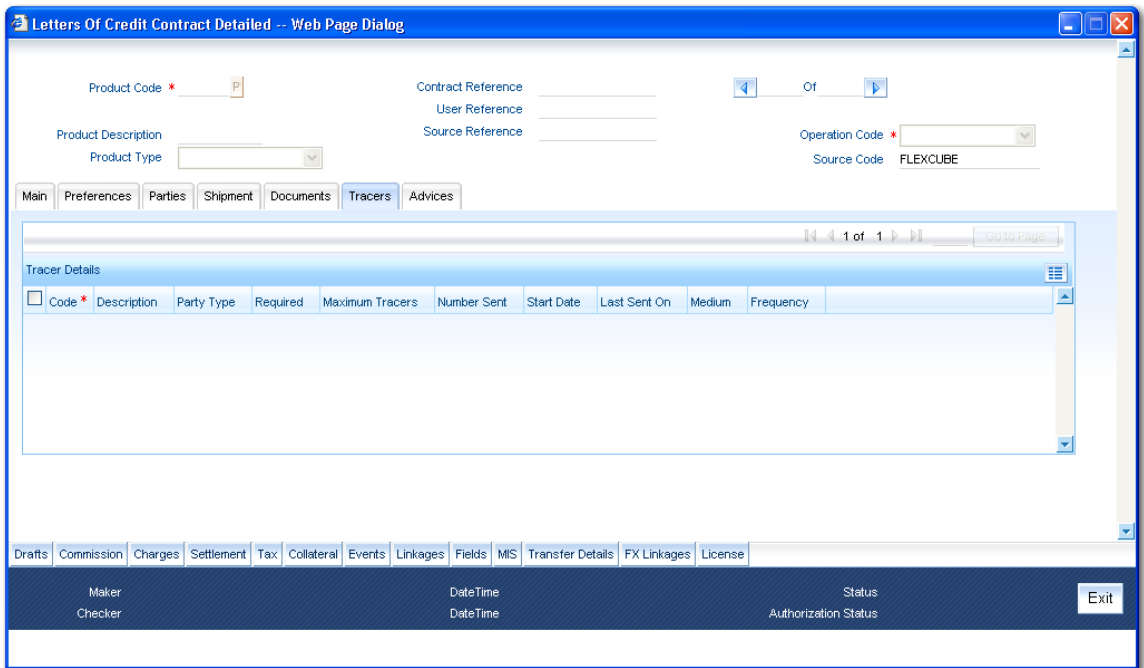 Letters Of Credit Contract Detailed -- Web Page Dialog
Product Code * P Contract Reference Of
User Reference
Product Description Source Reference Operation Code *
Product Type Source Code FLEXCUBE
Main Preferences Parties Shipment Documents Tracers Advices
1 of 1 Go to Page
Tracer Details
Code * Description Party Type Required Maximum Tracers Number Sent Start Date Last Sent On Medium Frequency
Drafts Commission Charges Settlement Tax Collateral Events Linkages Fields MIS Transfer Details FX Linkages License
Maker DateTime Status
Checker DateTime Authorization Status
Exit